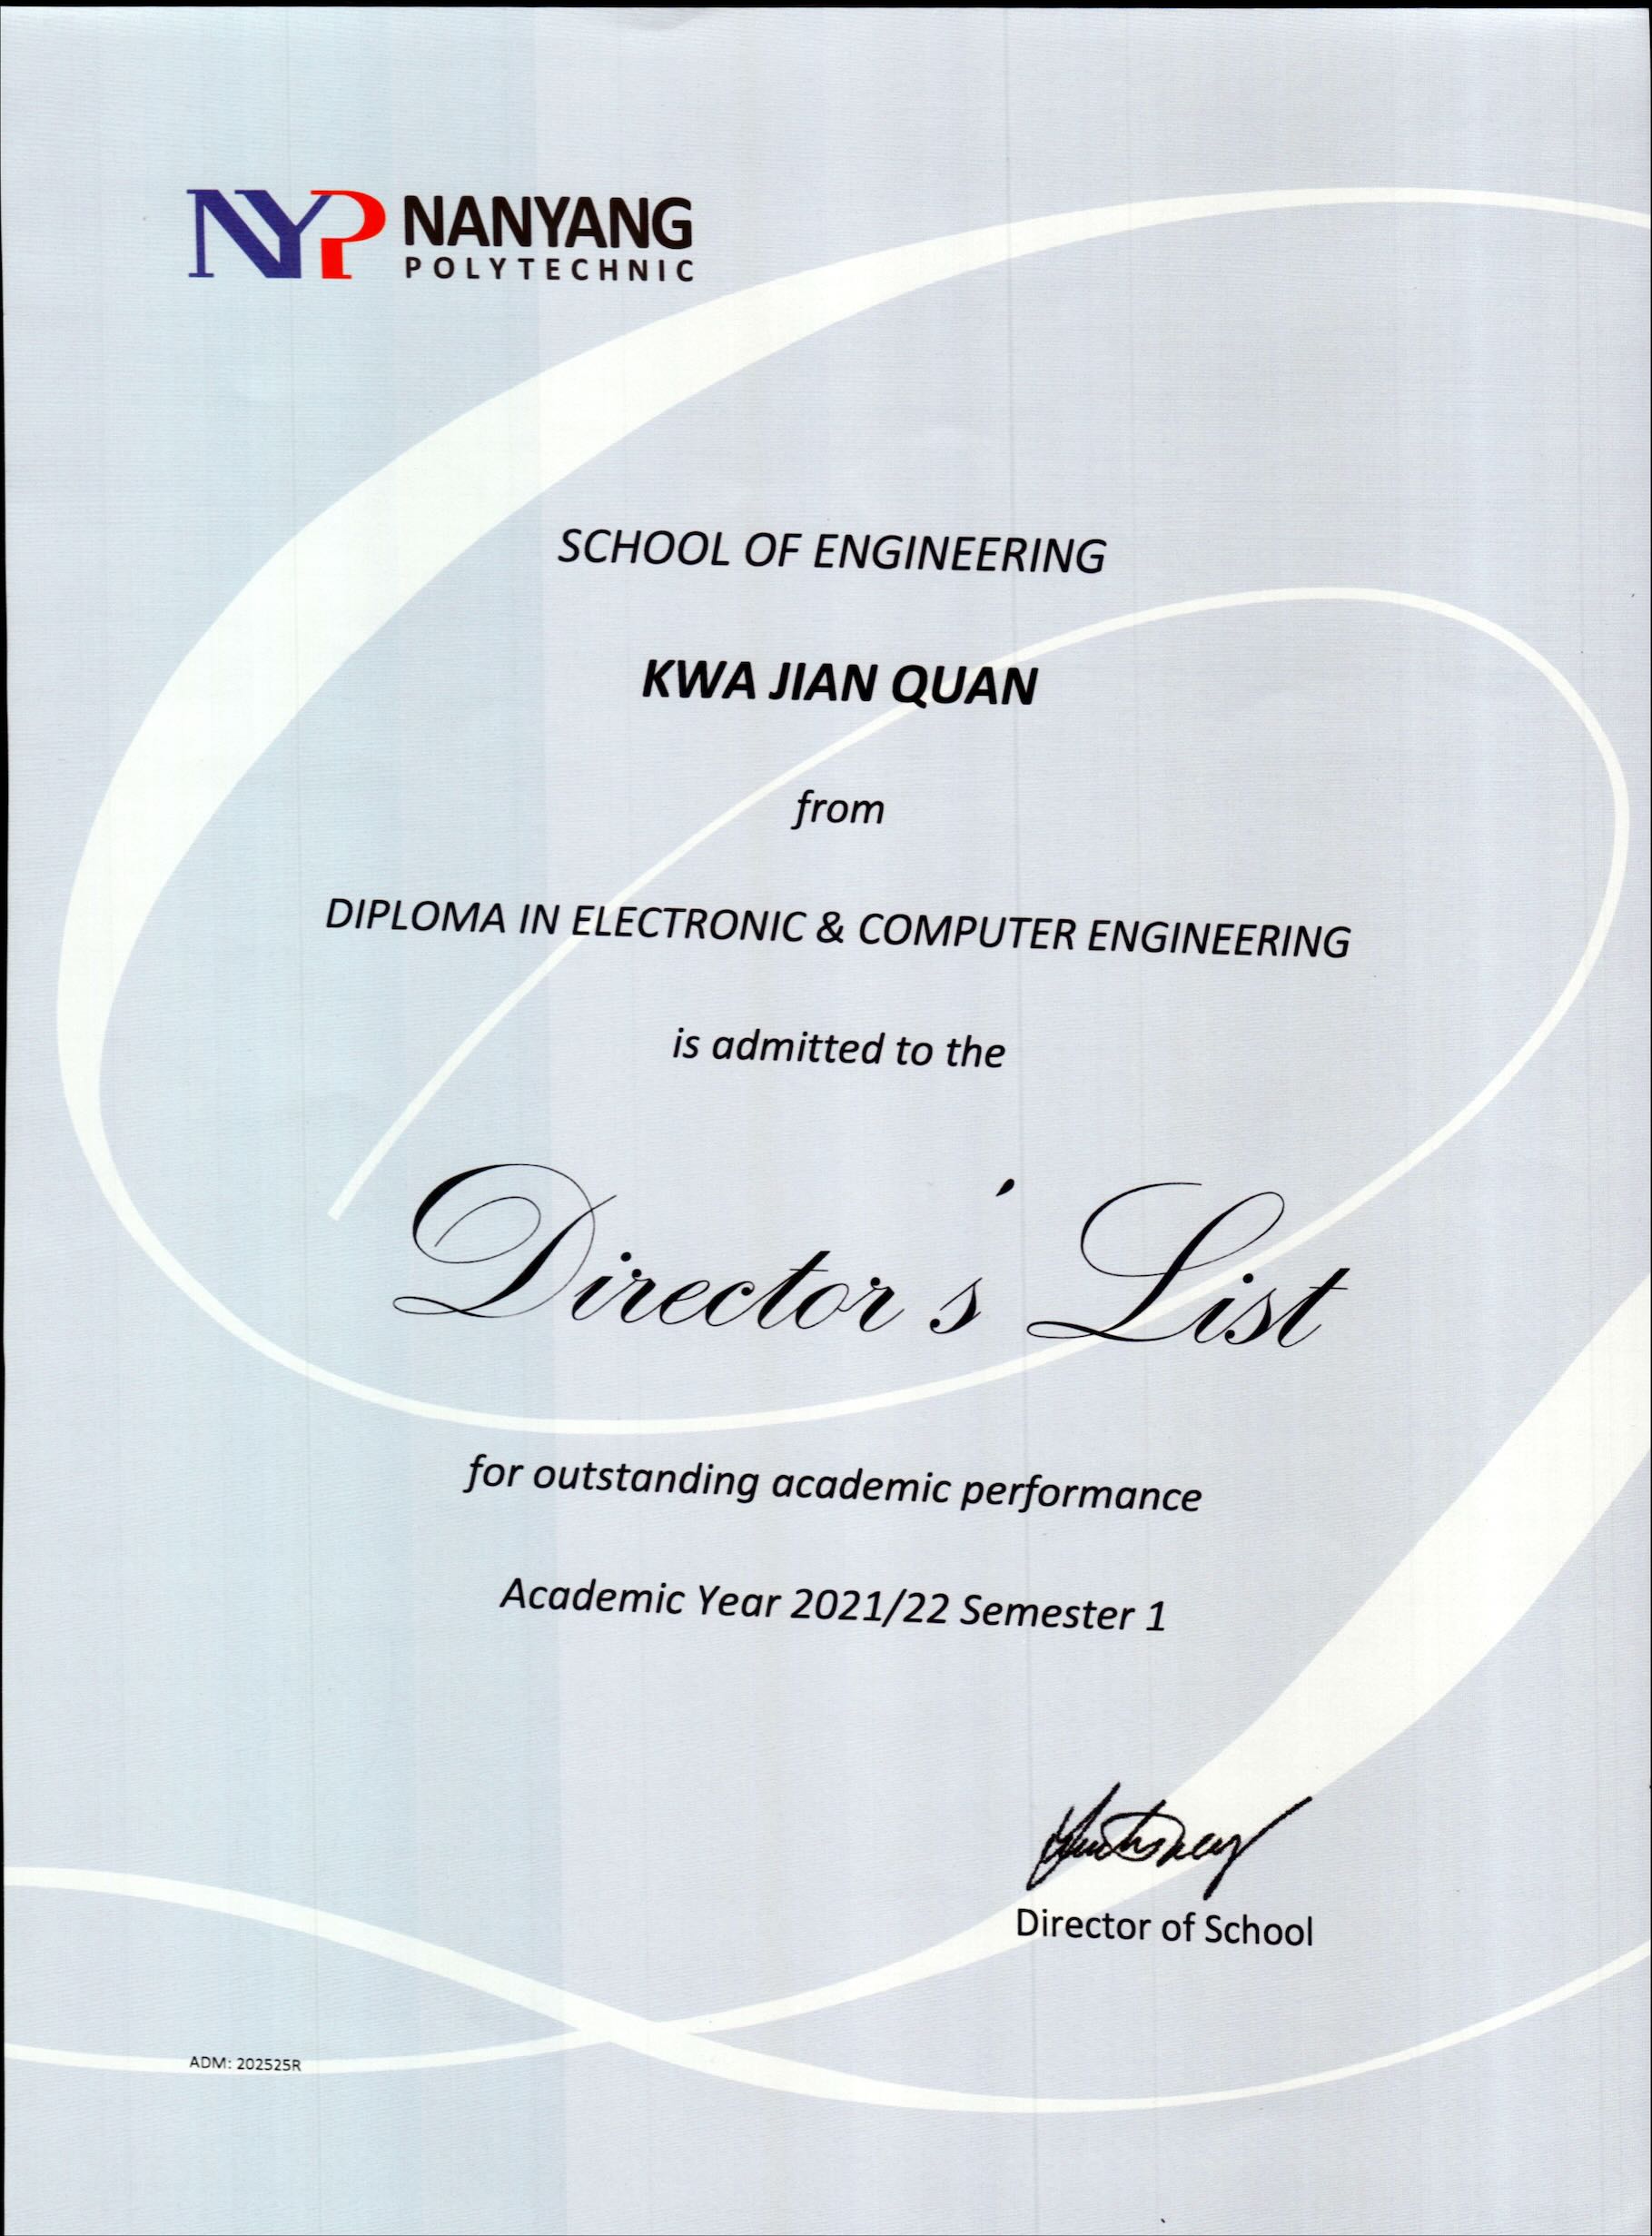 NYP NANYANG
POLYTECHNIC
SCHOOL OF ENGINEERING
KWA JIAN QUAN
from
DIPLOMA IN ELECTRONIC & COMPUTER ENGINEERING
is admitted to the
Director's List
for outstanding academic performance
Academic Year 2021/22 Semester 1
Director of School
ADM: 202525R